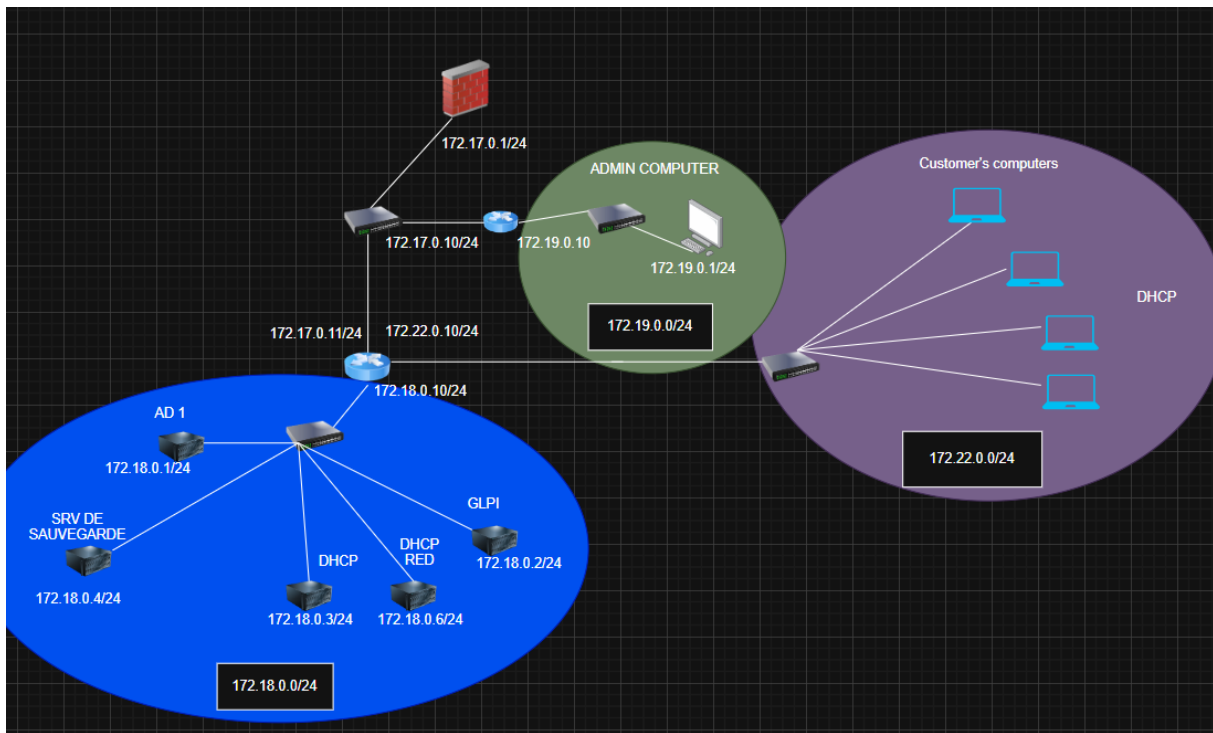 172.17.0.1/24
ADMIN COMPUTER
Customer's computers
172.17.0.10/24
172.19.0.10
172.19.0.1/24
DHCP
172.19.0.0/24
172.17.0.11/24
172.22.0.10/24
172.18.0.10/24
AD 1
172.18.0.1/24
172.22.0.0/24
SRV DE
SAUVEGARDE
172.18.0.4/24
DHCP
172.18.0.3/24
DHCP
RED
172.18.0.6/24
GLPI
172.18.0.2/24
172.18.0.0/24